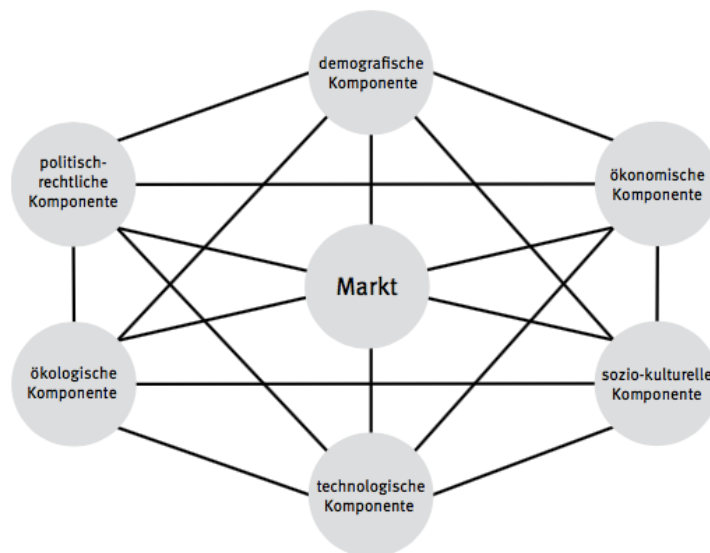 demografische
Komponente
politisch-
rechtliche
Komponente
ökonomische
Komponente
Markt
ökologische
Komponente
sozio-kulturelle
Komponente
technologische
Komponente